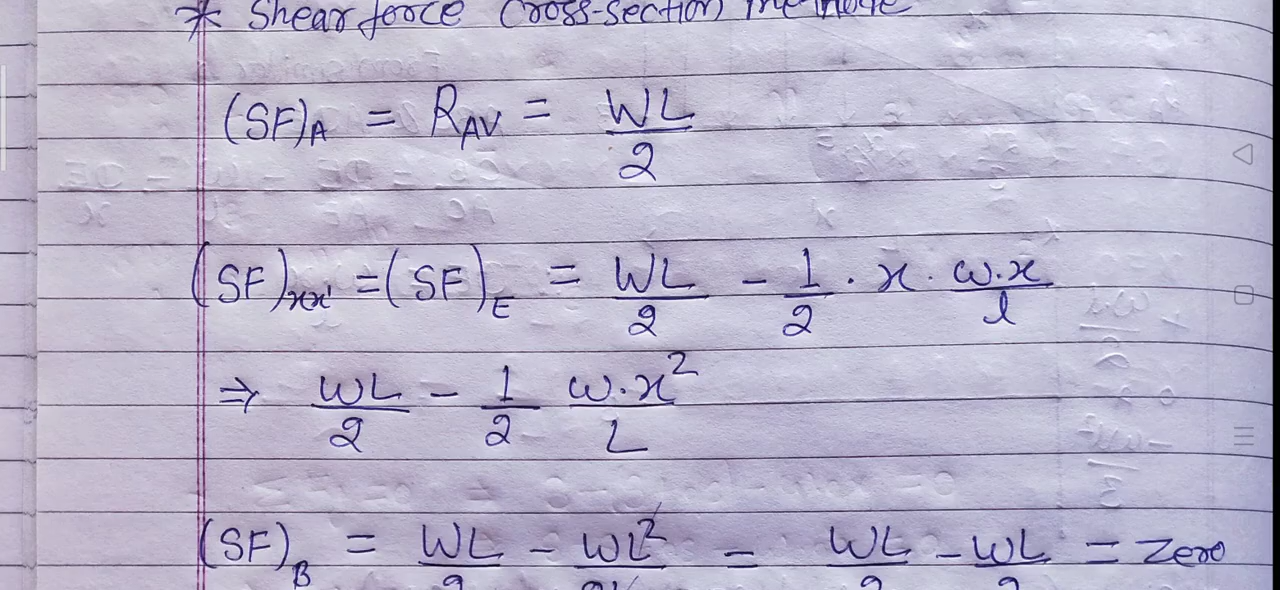 * Shear force Cross-section methode
(SF)A = RAV = WL/2
(SF)xx' = (SF)E = WL/2 - 1/2 . x . w.x/l
⇒ WL/2 - 1/2 w.x²/L
(SF)B = WL/2 - WL²/2L = WL/2 - WL/2 = Zero